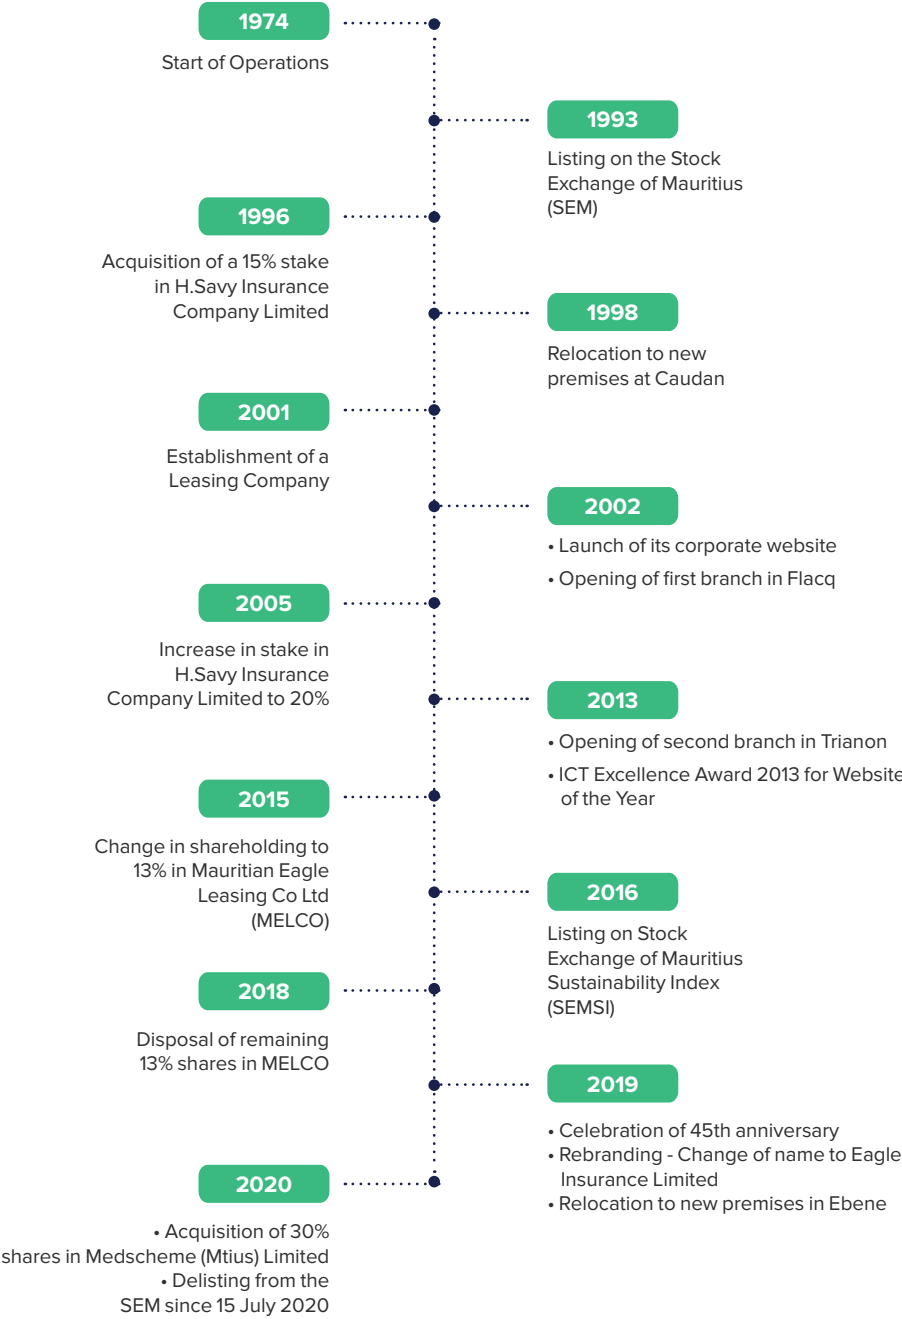 1974
Start of Operations
1993
Listing on the Stock
Exchange of Mauritius
(SEM)
1996
Acquisition of a 15% stake
in H.Savy Insurance
Company Limited
1998
Relocation to new
premises at Caudan
2001
Establishment of a
Leasing Company
2002
• Launch of its corporate website
• Opening of first branch in Flacq
2005
Increase in stake in
H.Savy Insurance
Company Limited to 20%
2013
• Opening of second branch in Trianon
• ICT Excellence Award 2013 for Website
of the Year
2015
Change in shareholding to
13% in Mauritian Eagle
Leasing Co Ltd
(MELCO)
2016
Listing on Stock
Exchange of Mauritius
Sustainability Index
(SEMSI)
2018
Disposal of remaining
13% shares in MELCO
2019
• Celebration of 45th anniversary
• Rebranding - Change of name to Eagle
Insurance Limited
• Relocation to new premises in Ebene
2020
• Acquisition of 30%
shares in Medscheme (Mtius) Limited
• Delisting from the
SEM since 15 July 2020